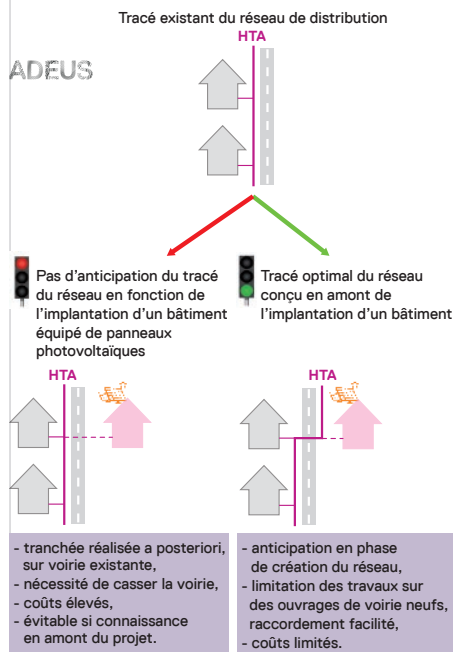 Tracé existant du réseau de distribution
HTA
ADEUS
Pas d'anticipation du tracé
du réseau en fonction de
l'implantation d'un bâtiment
équipé de panneaux
photovoltaïques
Tracé optimal du réseau
conçu en amont de
l'implantation d'un bâtiment
HTA
HTA
- tranchée réalisée a posteriori,
sur voirie existante,
- nécessité de casser la voirie,
- coûts élevés,
- évitable si connaissance
en amont du projet.
- anticipation en phase
de création du réseau,
- limitation des travaux sur
des ouvrages de voirie neufs,
raccordement facilité,
- coûts limités.